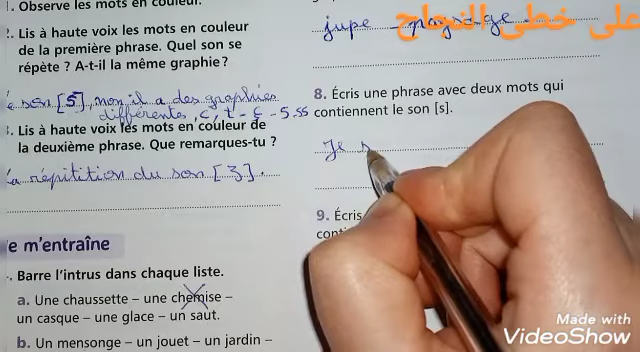 1. Observe les mots en couleur.
2. Lis à haute voix les mots en couleur
de la première phrase. Quel son se
répète ? A-t-il la même graphie?
le son [S], non il a des graphies
différentes, c, t - ç - s. ss
3. Lis à haute voix les mots en couleur de
la deuxième phrase. Que remarques-tu ?
La répitition du son [3].
e m'entraîne
1. Barre l'intrus dans chaque liste.
a. Une chaussette – une chemise –
un casque – une glace – un saut.
b. Un mensonge – un jouet – un jardin –
jupe - paysage.
على خطى النجاح
8. Écris une phrase avec deux mots qui
contiennent le son [s].
Je s
9. Écris
conti
Made with
VideoShow